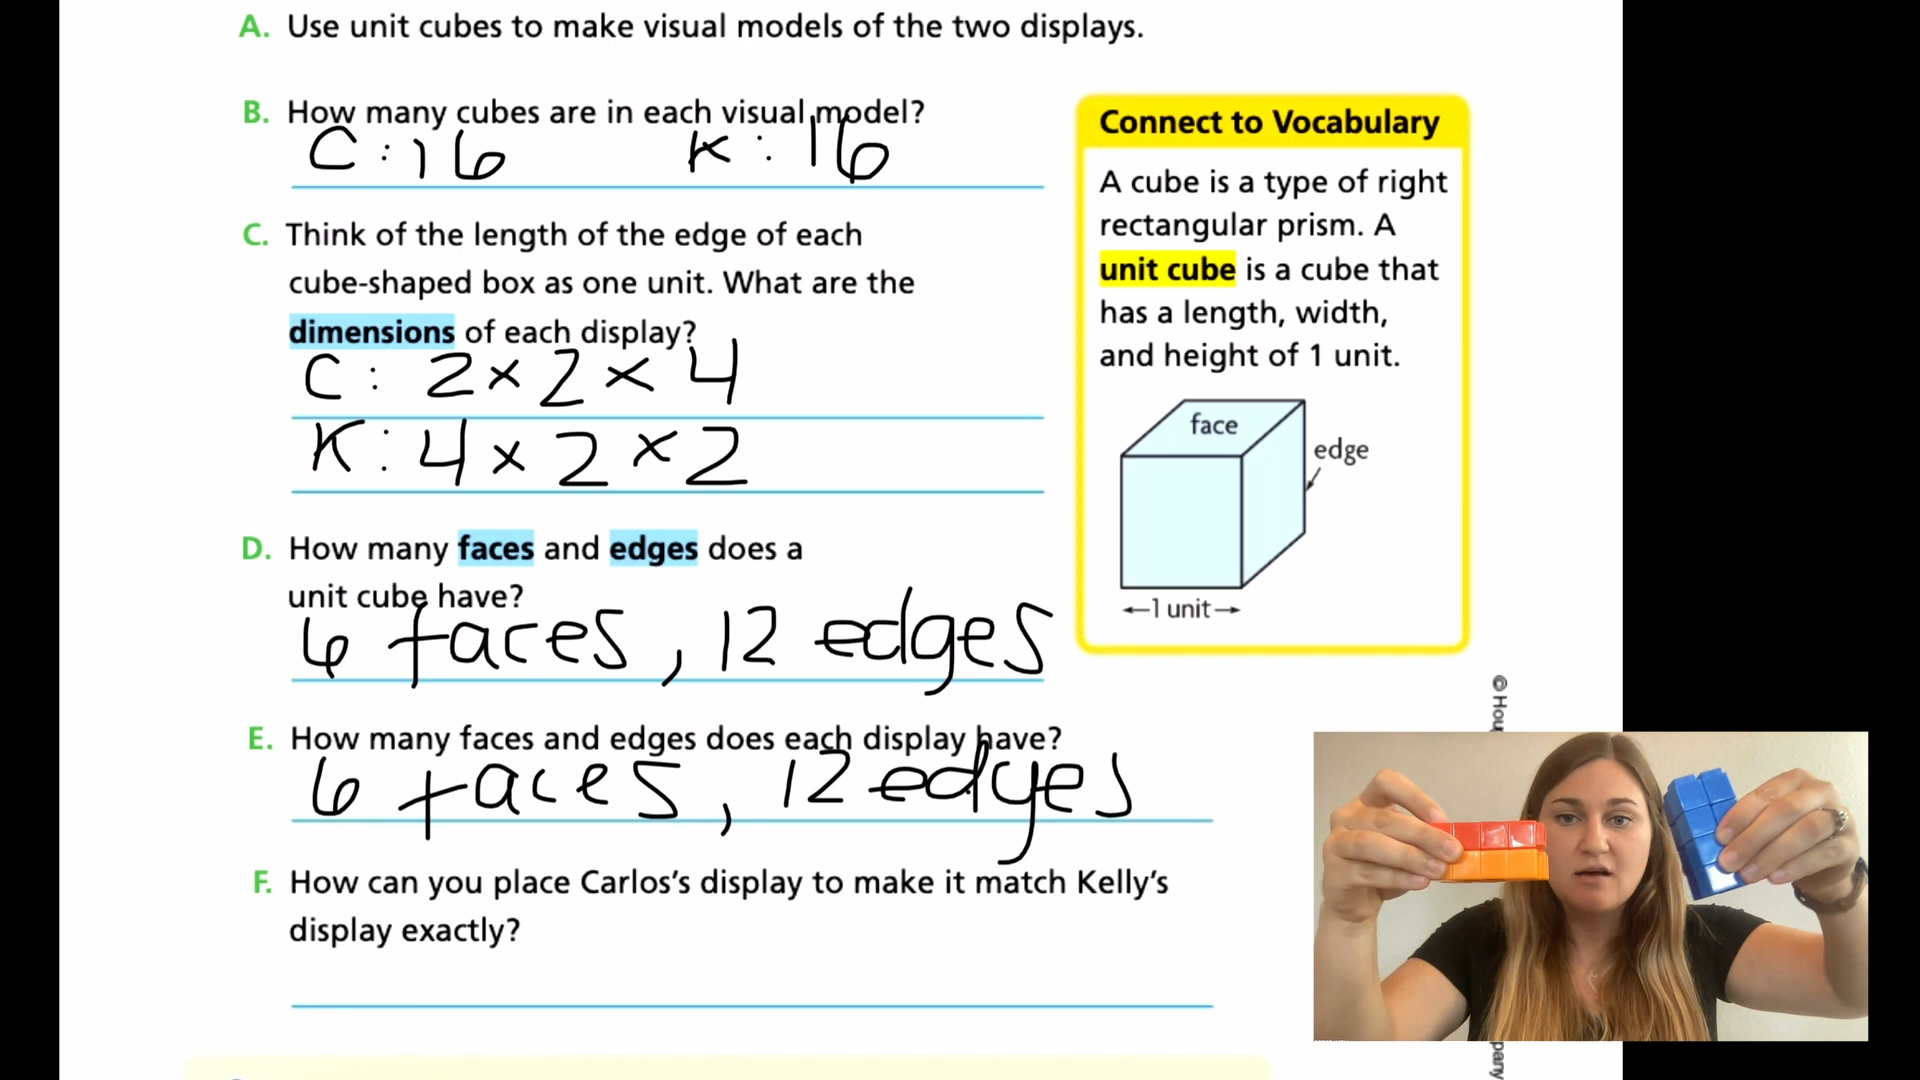 A. Use unit cubes to make visual models of the two displays.
B. How many cubes are in each visual model?
C: 16 K: 16
C. Think of the length of the edge of each
cube-shaped box as one unit. What are the
dimensions of each display?
C: 2 × 2 × 4
K: 4 × 2 × 2
D. How many faces and edges does a
unit cube have?
6 faces, 12 edges
E. How many faces and edges does each display have?
6 faces, 12 edges
F. How can you place Carlos's display to make it match Kelly's
display exactly?
Connect to Vocabulary
A cube is a type of right
rectangular prism. A
unit cube is a cube that
has a length, width,
and height of 1 unit.
face
edge
1 unit